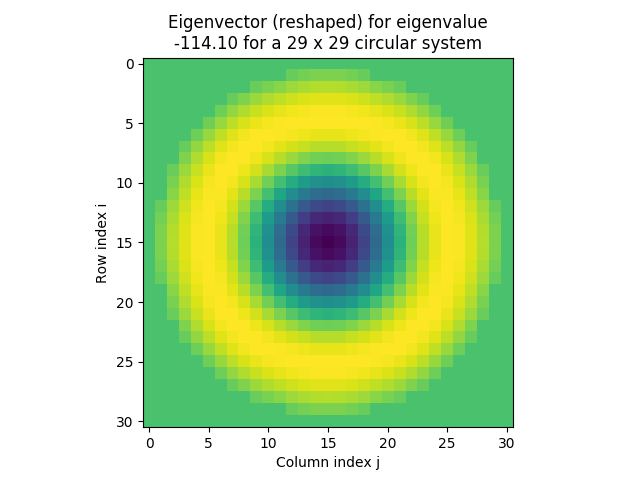 Eigenvector (reshaped) for eigenvalue
-114.10 for a 29 x 29 circular system
0
5
10
15
20
25
30
Row index i
0 5 10 15 20 25 30
Column index j